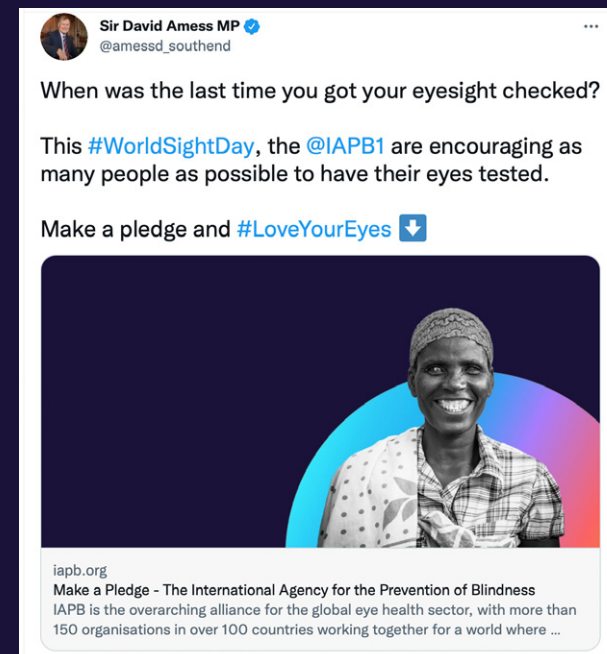 Sir David Amess MP
@amessd_southend
When was the last time you got your eyesight checked?
This #WorldSightDay, the @IAPB1 are encouraging as
many people as possible to have their eyes tested.
Make a pledge and #LoveYourEyes ⬇️
iapb.org
Make a Pledge - The International Agency for the Prevention of Blindness
IAPB is the overarching alliance for the global eye health sector, with more than
150 organisations in over 100 countries working together for a world where ...